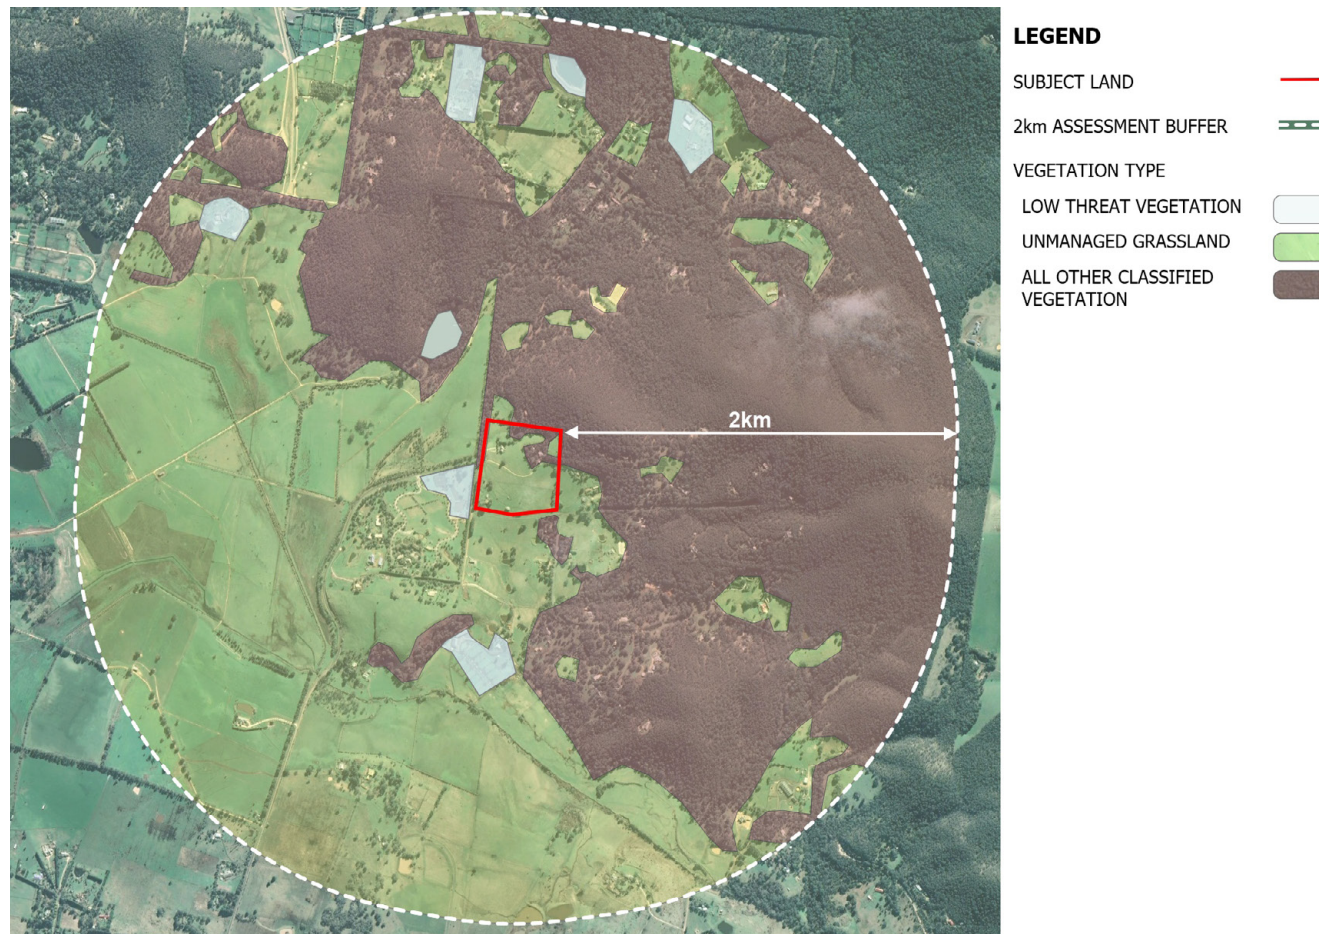 LEGEND
SUBJECT LAND
2km ASSESSMENT BUFFER
VEGETATION TYPE
LOW THREAT VEGETATION
UNMANAGED GRASSLAND
ALL OTHER CLASSIFIED
VEGETATION
2km